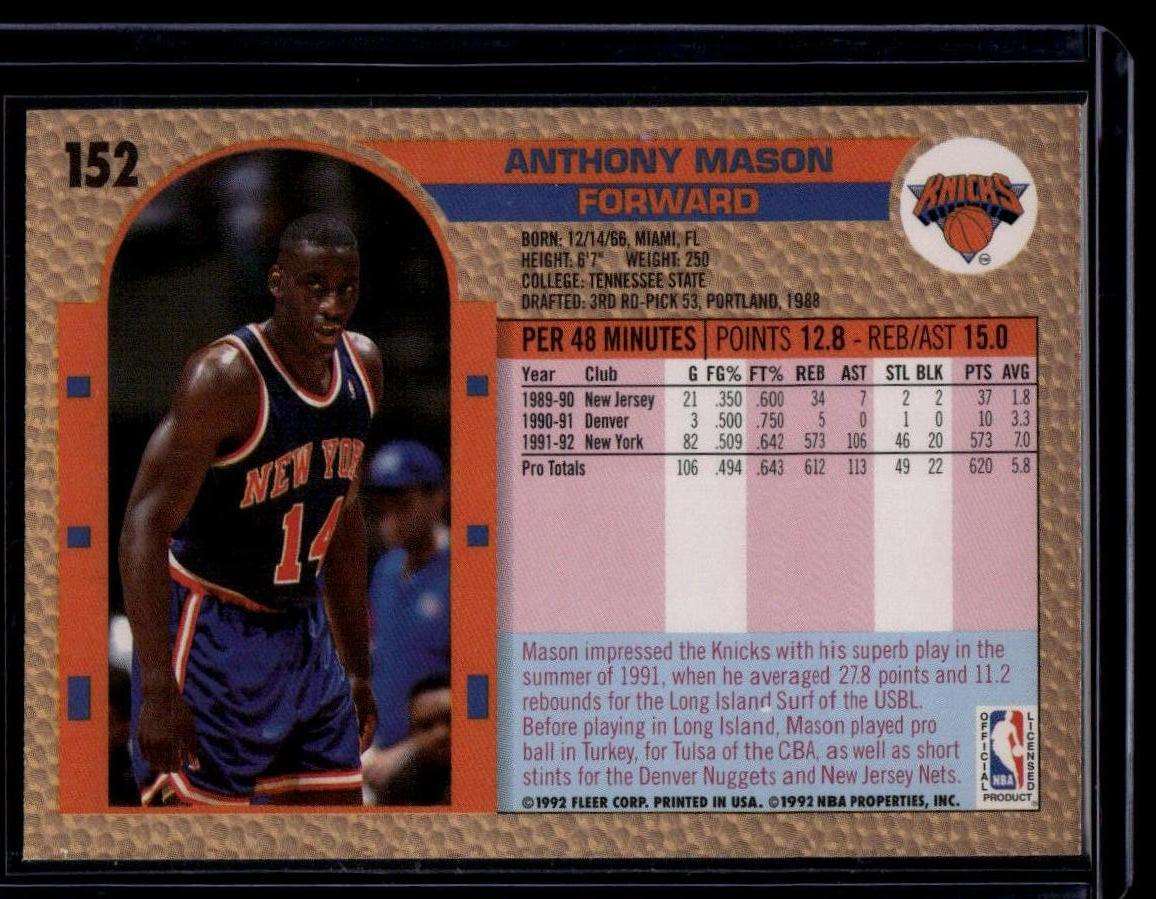 152
ANTHONY MASON
FORWARD
KNICKS
BORN: 12/14/66, MIAMI, FL
HEIGHT: 6'7" WEIGHT: 250
COLLEGE: TENNESSEE STATE
DRAFTED: 3RD RD-PICK 53, PORTLAND, 1988
PER 48 MINUTES POINTS 12.8 - REB/AST 15.0
Year Club G FG% FT% REB AST STL BLK PTS AVG
1989-90 New Jersey 21 .350 .600 34 7 2 2 37 1.8
1990-91 Denver 3 .500 .750 5 0 1 0 10 3.3
1991-92 New York 82 .509 .642 573 106 46 20 573 7.0
Pro Totals 106 .494 .643 612 113 49 22 620 5.8
NEW YOR
14
Mason impressed the Knicks with his superb play in the
summer of 1991, when he averaged 27.8 points and 11.2
rebounds for the Long Island Surf of the USBL.
Before playing in Long Island, Mason played pro
ball in Turkey, for Tulsa of the CBA, as well as short
stints for the Denver Nuggets and New Jersey Nets.
OFFICIAL LICENSED
NBA
PRODUCT
©1992 FLEER CORP. PRINTED IN USA. ©1992 NBA PROPERTIES, INC.